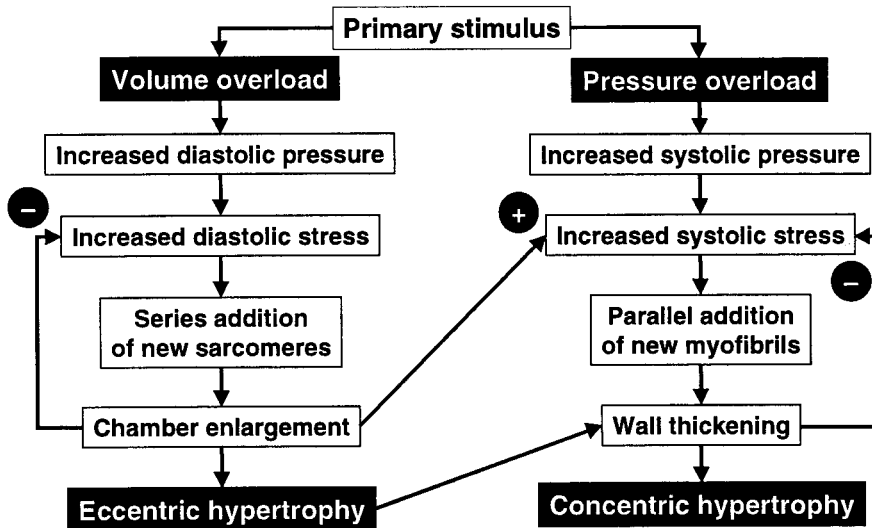 Primary stimulus
Volume overload
Pressure overload
Increased diastolic pressure
Increased systolic pressure
−
+
Increased diastolic stress
Increased systolic stress
−
Series addition
of new sarcomeres
Parallel addition
of new myofibrils
Chamber enlargement
Wall thickening
Eccentric hypertrophy
Concentric hypertrophy